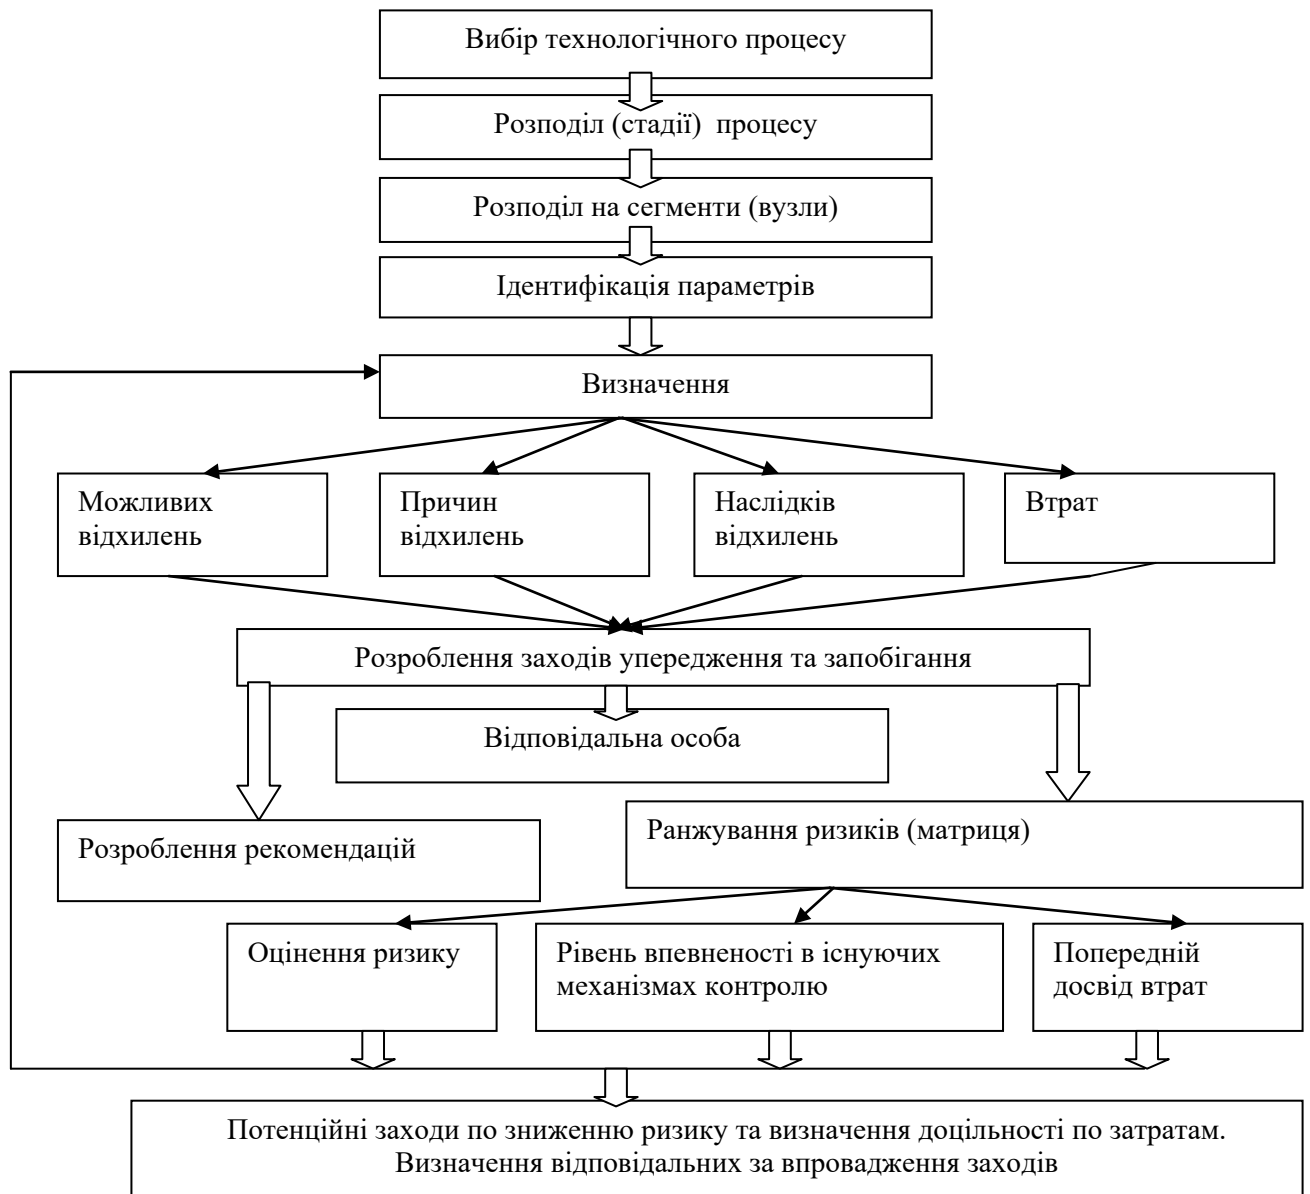 Вибір технологічного процесу
Розподіл (стадії) процесу
Розподіл на сегменти (вузли)
Ідентифікація параметрів
Визначення
Можливих
відхилень
Причин
відхилень
Наслідків
відхилень
Втрат
Розроблення заходів упередження та запобігання
Відповідальна особа
Розроблення рекомендацій
Ранжування ризиків (матриця)
Оцінення ризику
Рівень впевненості в існуючих
механізмах контролю
Попередній
досвід втрат
Потенційні заходи по зниженню ризику та визначення доцільності по затратам.
Визначення відповідальних за впровадження заходів